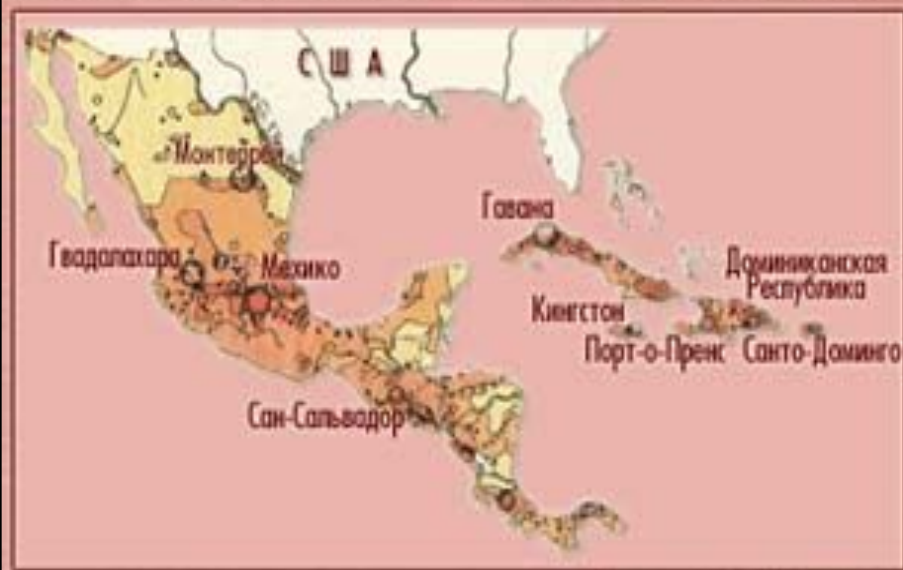 США
Монтеррей
Гавана
Гвадалахара
Мехико
Доминиканская
Республика
Кингстон
Порт-о-Пренс
Санто-Доминго
Сан-Сальвадор